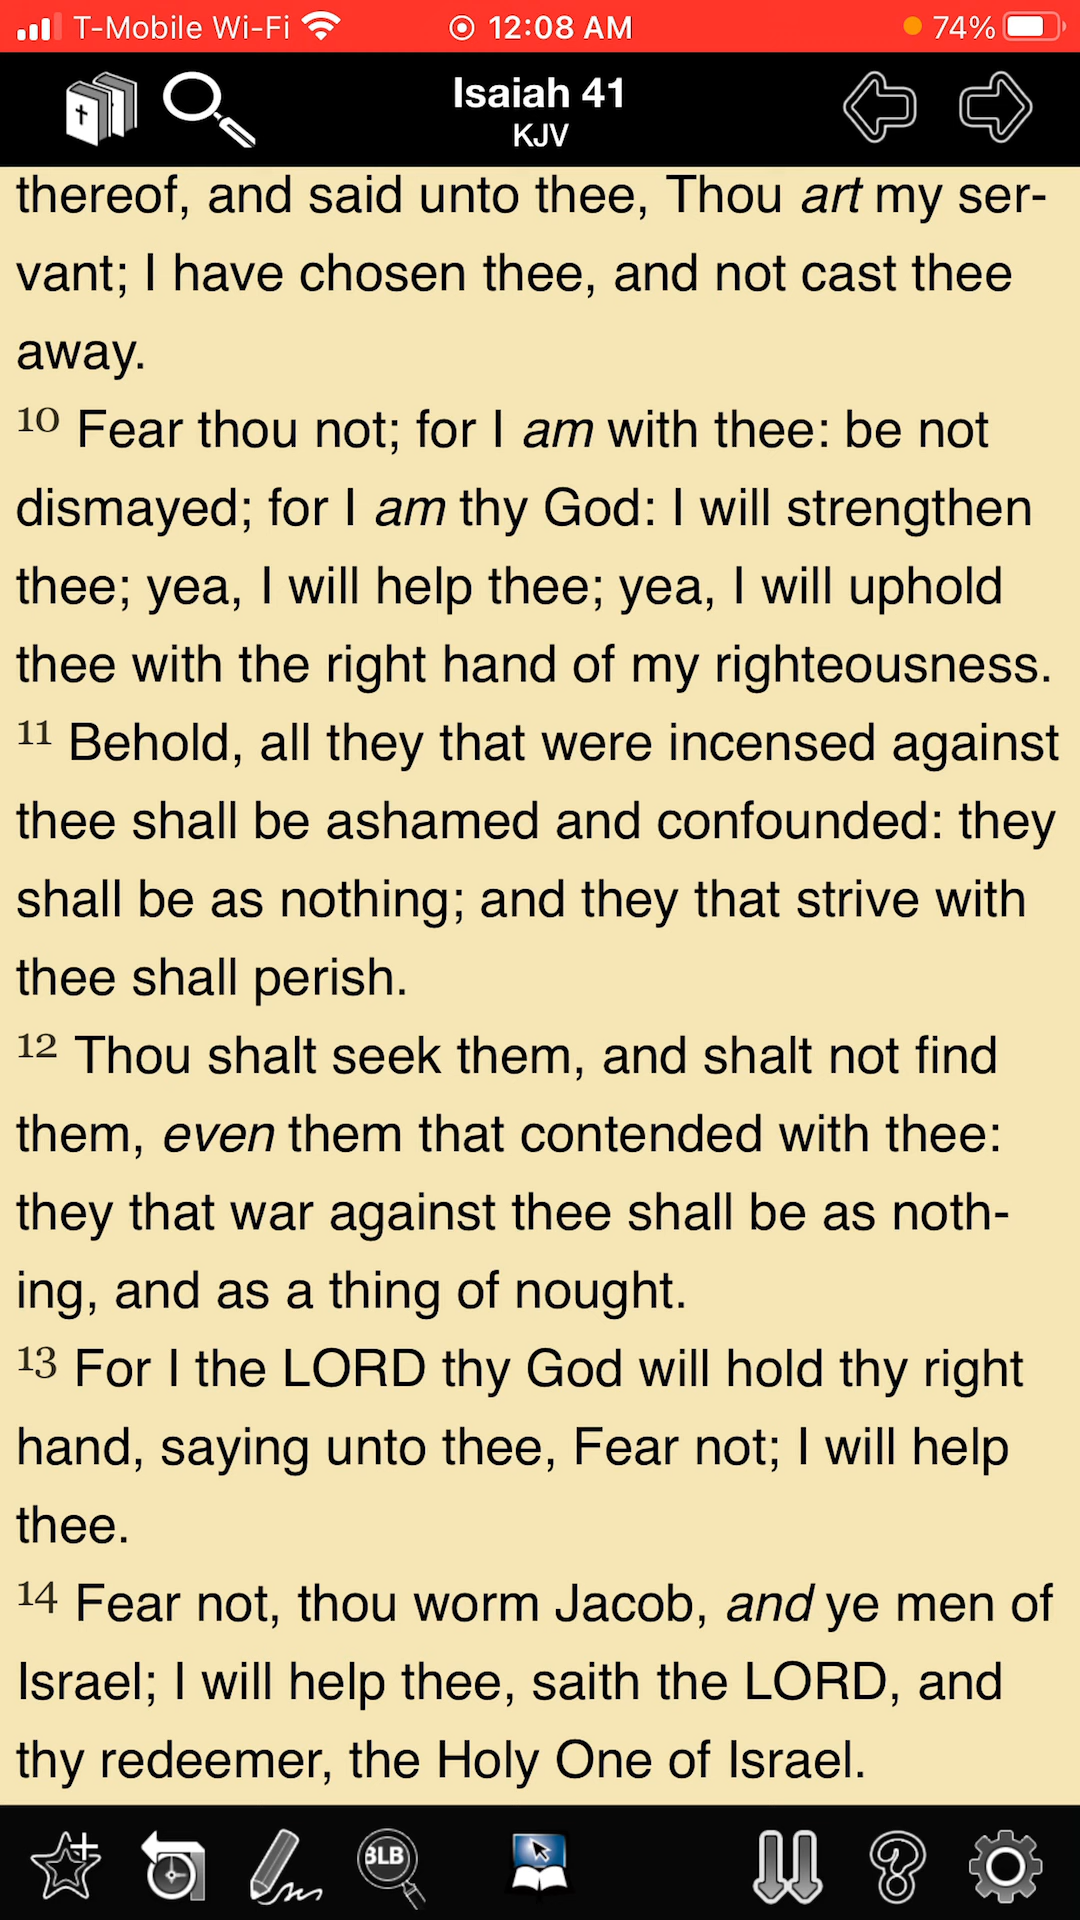 T-Mobile Wi-Fi 12:08 AM 74%
Isaiah 41
KJV
thereof, and said unto thee, Thou art my ser-
vant; I have chosen thee, and not cast thee
away.
10 Fear thou not; for I am with thee: be not
dismayed; for I am thy God: I will strengthen
thee; yea, I will help thee; yea, I will uphold
thee with the right hand of my righteousness.
11 Behold, all they that were incensed against
thee shall be ashamed and confounded: they
shall be as nothing; and they that strive with
thee shall perish.
12 Thou shalt seek them, and shalt not find
them, even them that contended with thee:
they that war against thee shall be as noth-
ing, and as a thing of nought.
13 For I the LORD thy God will hold thy right
hand, saying unto thee, Fear not; I will help
thee.
14 Fear not, thou worm Jacob, and ye men of
Israel; I will help thee, saith the LORD, and
thy redeemer, the Holy One of Israel.
BLB